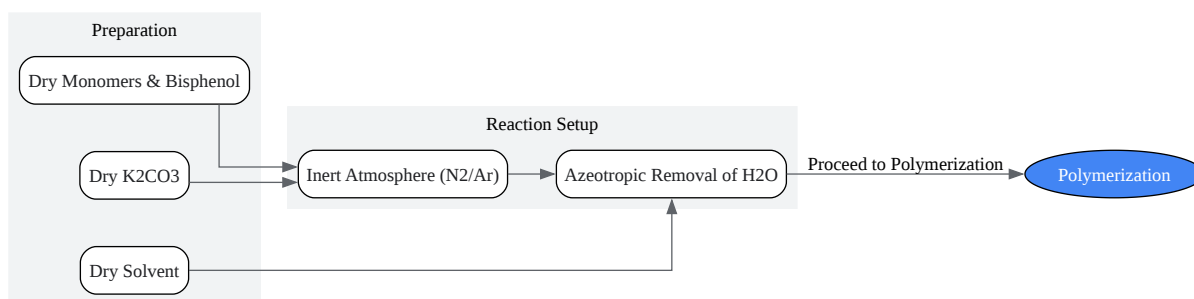 Preparation
Dry Monomers & Bisphenol
Reaction Setup
Dry K2CO3
Inert Atmosphere (N2/Ar)
Azeotropic Removal of H2O
Proceed to Polymerization
Polymerization
Dry Solvent